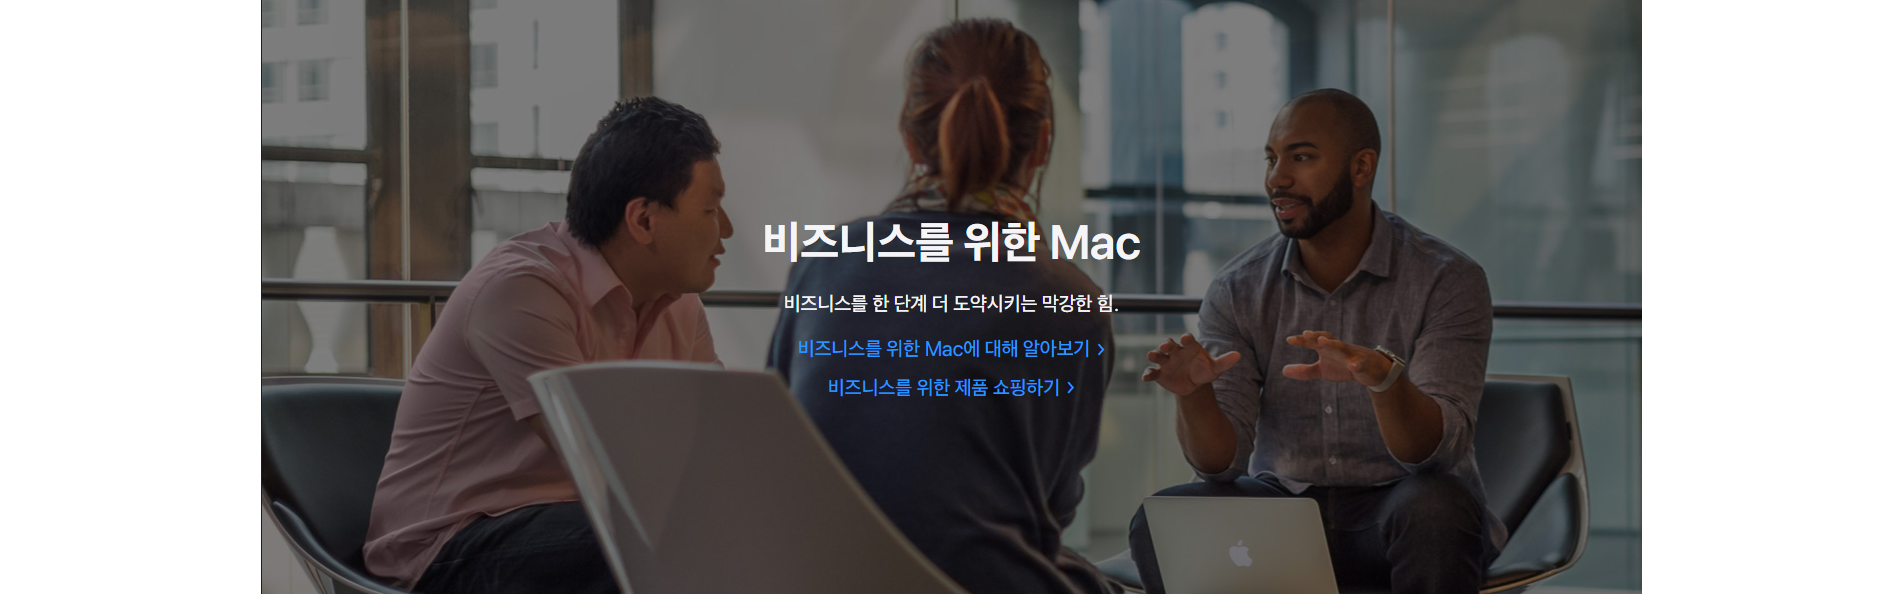 비즈니스를 위한 Mac
비즈니스를 한 단계 더 도약시키는 막강한 힘.
비즈니스를 위한 Mac에 대해 알아보기 >
비즈니스를 위한 제품 쇼핑하기 >